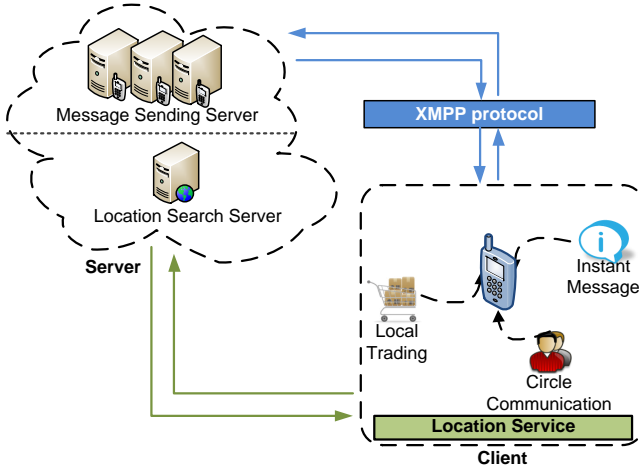 Message Sending Server
XMPP protocol
Location Search Server
Server
Instant
Message
Local
Trading
Circle
Communication
Location Service
Client